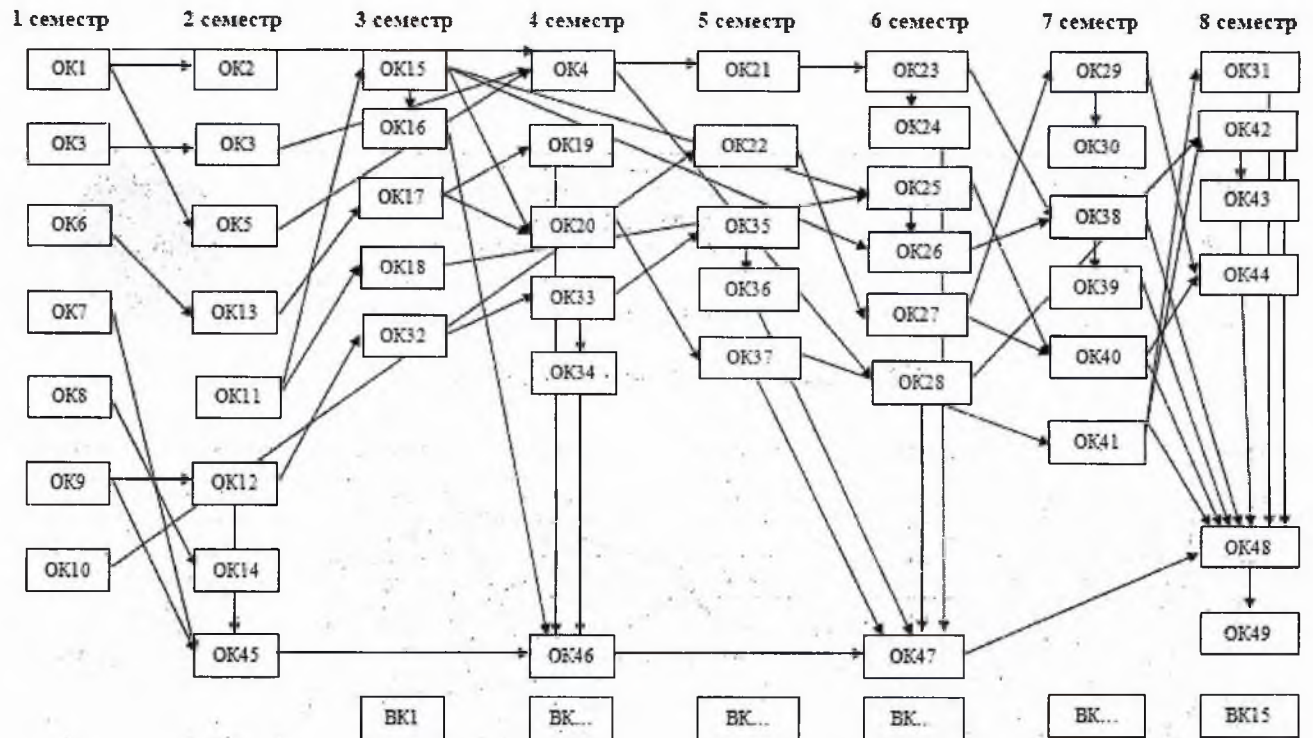 1 семестр 2 семестр 3 семестр 4 семестр 5 семестр 6 семестр 7 семестр 8 семестр
ОК1 ОК2 ОК15 ОК4 ОК21 ОК23 ОК29 ОК31
ОК3 ОК3 ОК16 ОК19 ОК22 ОК24 ОК30 ОК42
ОК6 ОК5 ОК17 ОК20 ОК35 ОК25 ОК38 ОК43
ОК7 ОК13 ОК18 ОК33 ОК36 ОК26 ОК39 ОК44
ОК8 ОК11 ОК32 ОК34 ОК37 ОК27 ОК40
ОК9 ОК12 ОК28 ОК41
ОК10 ОК14 ОК48
ОК45 ОК46 ОК47 ОК49
ВК1 ВК... ВК... ВК.. ВК... ВК15